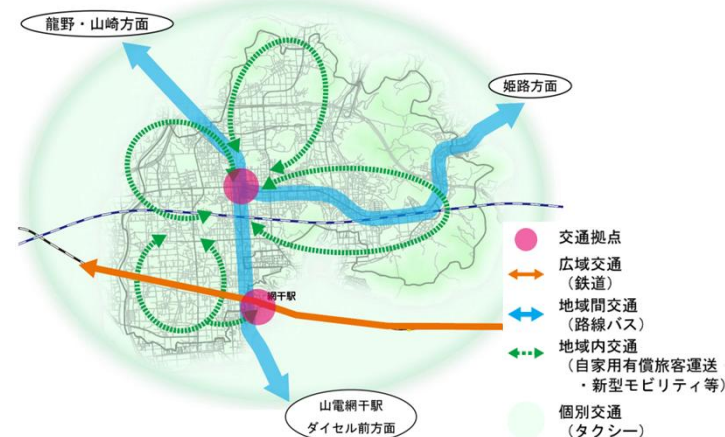 龍野・山崎方面
姫路方面
網干駅
山電網干駅
ダイセル前方面
交通拠点
広域交通
（鉄道）
地域間交通
（路線バス）
地域内交通
（自家用有償旅客運送
・新型モビリティ等）
個別交通
（タクシー）